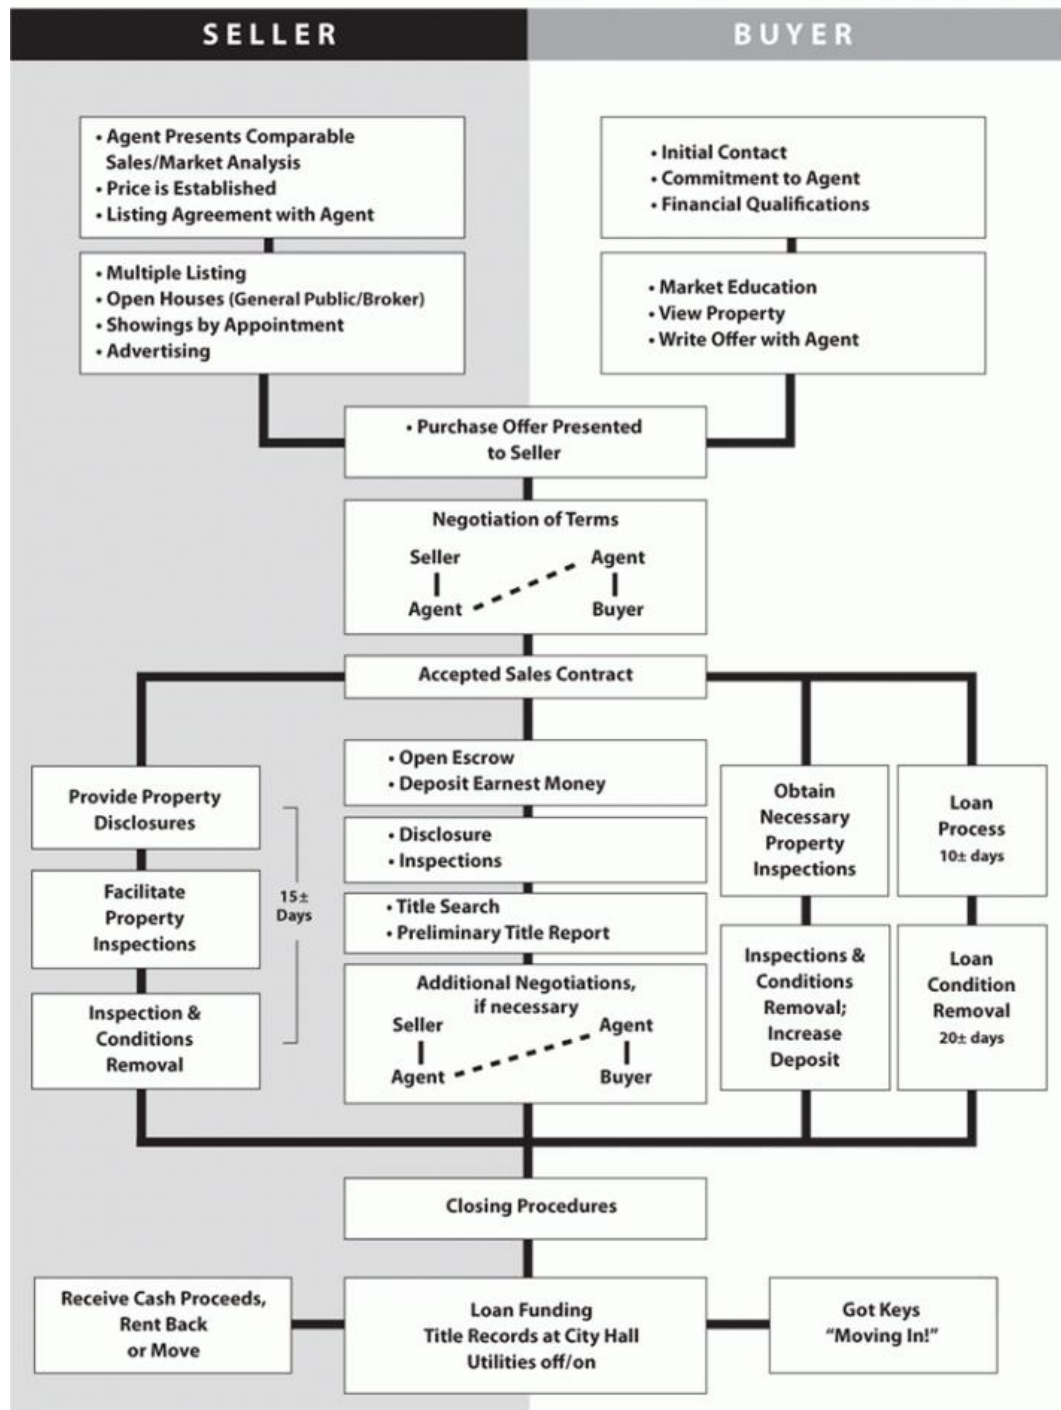 SELLER
BUYER
• Agent Presents Comparable
Sales/Market Analysis
• Price is Established
• Listing Agreement with Agent
• Initial Contact
• Commitment to Agent
• Financial Qualifications
• Multiple Listing
• Open Houses (General Public/Broker)
• Showings by Appointment
• Advertising
• Market Education
• View Property
• Write Offer with Agent
• Purchase Offer Presented
to Seller
Negotiation of Terms
Seller Agent
Agent Buyer
Accepted Sales Contract
Provide Property
Disclosures
Facilitate
Property
Inspections
Inspection &
Conditions
Removal
15±
Days
• Open Escrow
• Deposit Earnest Money
• Disclosure
• Inspections
• Title Search
• Preliminary Title Report
Additional Negotiations,
if necessary
Seller Agent
Agent Buyer
Obtain
Necessary
Property
Inspections
Inspections &
Conditions
Removal;
Increase
Deposit
Loan
Process
10± days
Loan
Condition
Removal
20± days
Closing Procedures
Receive Cash Proceeds,
Rent Back
or Move
Loan Funding
Title Records at City Hall
Utilities off/on
Got Keys
"Moving In!"